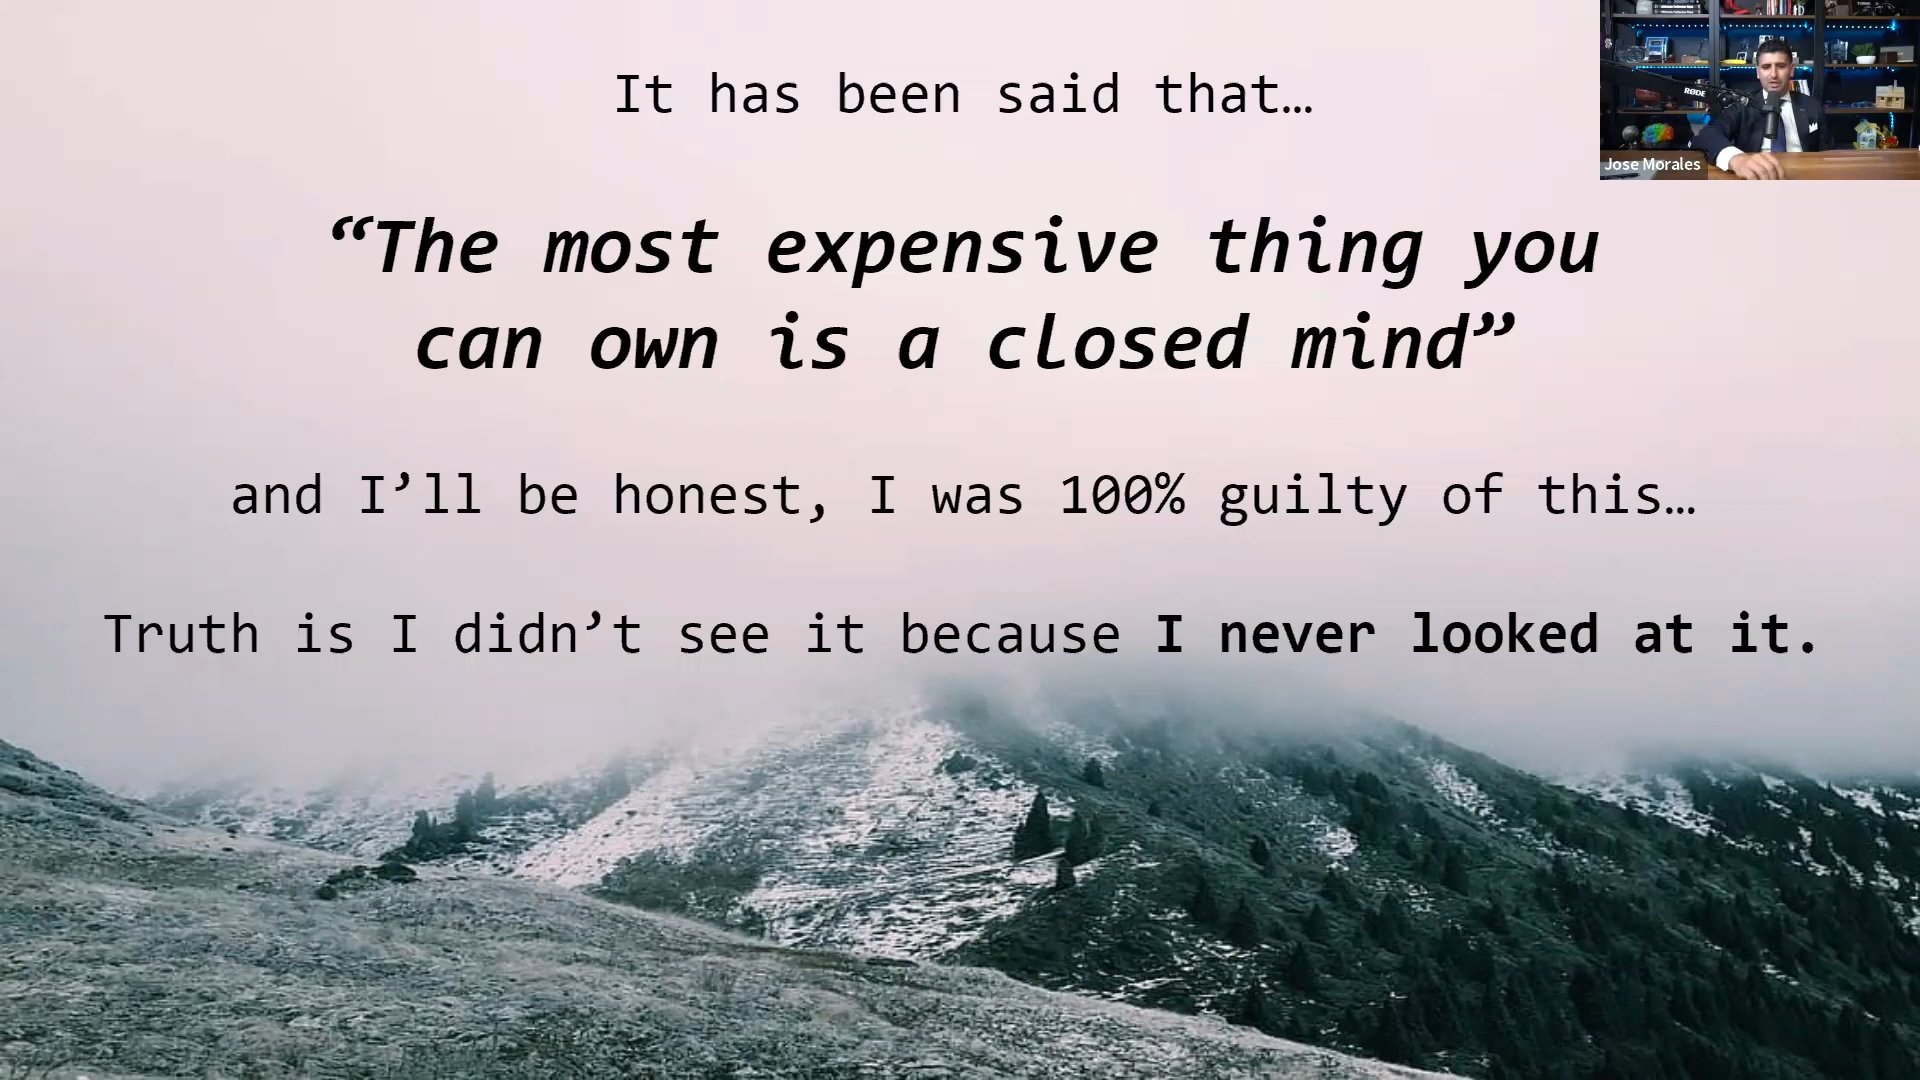 It has been said that…
“The most expensive thing you
can own is a closed mind”
and I’ll be honest, I was 100% guilty of this…
Truth is I didn’t see it because I never looked at it.
RØDE
Jose Morales